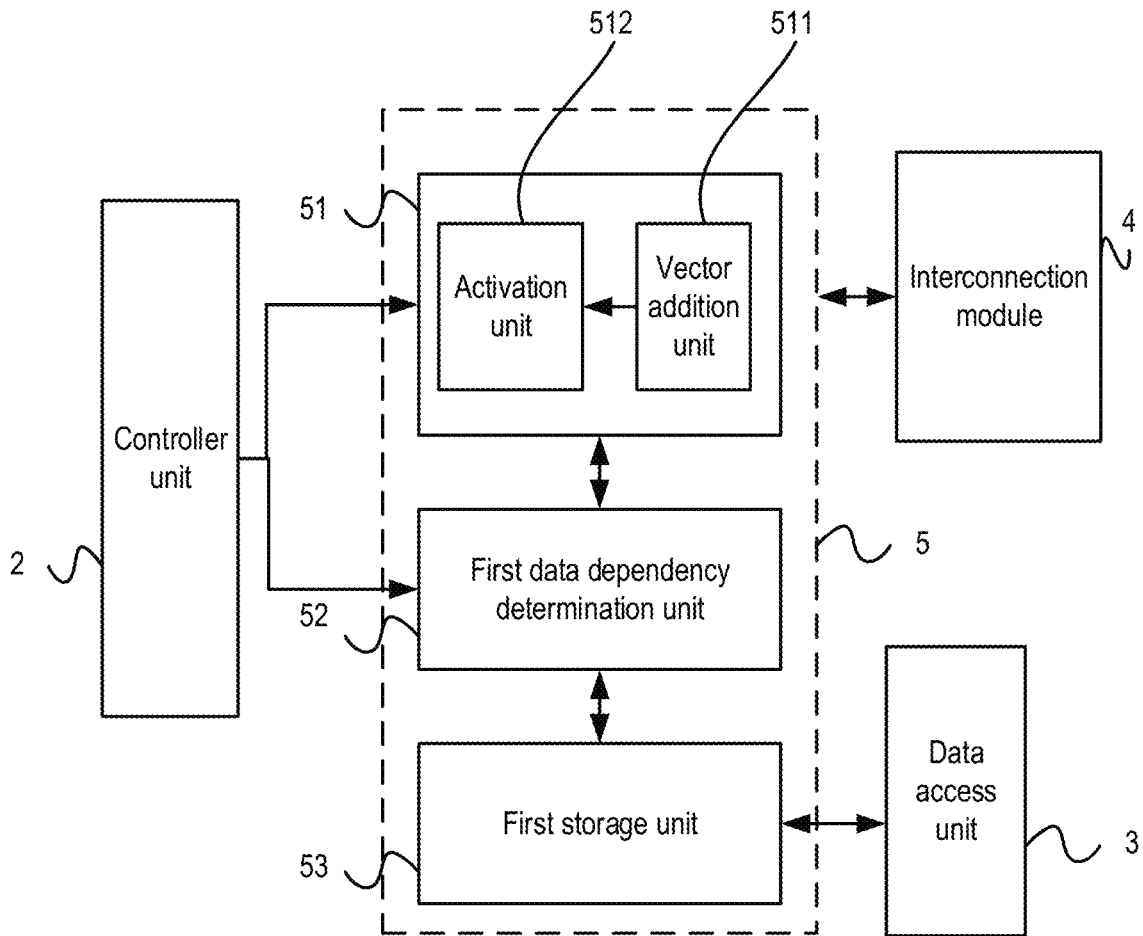 512
511
51
4
Activation
unit
Vector
addition
unit
Interconnection
module
Controller
unit
2
5
First data dependency
determination unit
52
Data
access
unit
First storage unit
53
3